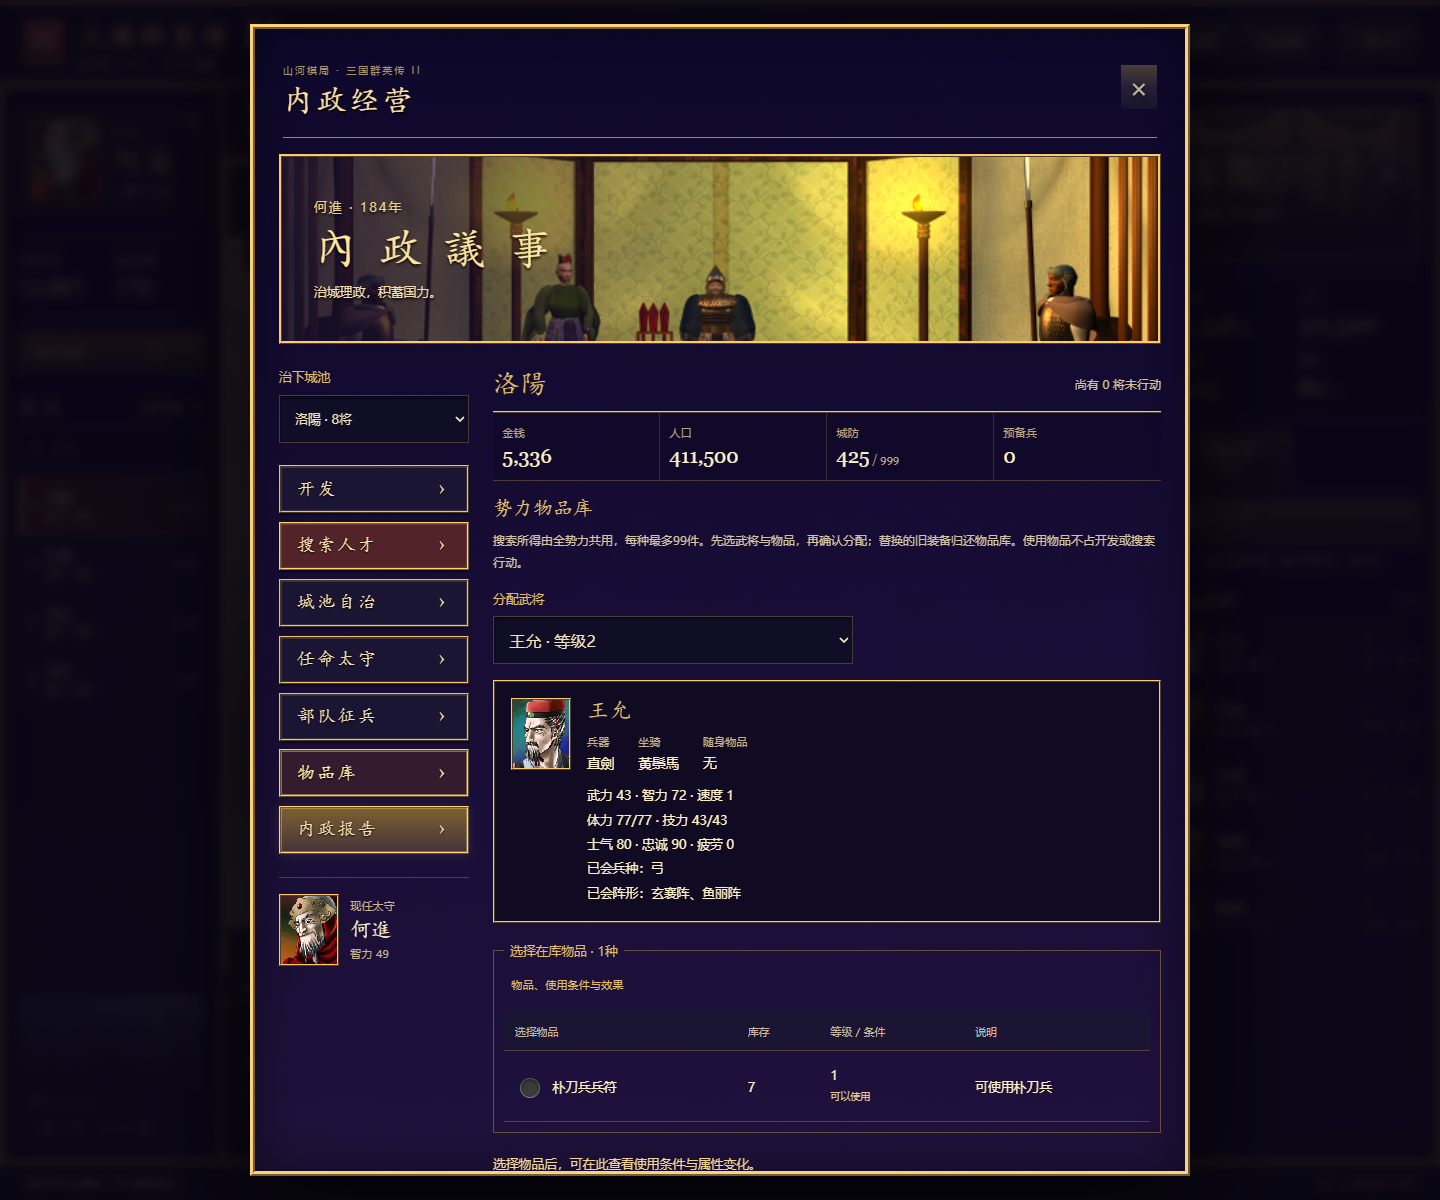 山河棋局 · 三国群英传 II
内政经营
×
何進 · 184年
內政議事
治城理政，积蓄国力。
治下城池
洛陽 · 8将
开发 ›
搜索人才 ›
城池自治 ›
任命太守 ›
部队征兵 ›
物品库 ›
内政报告 ›
现任太守
何進
智力 49
洛陽
尚有 0 将未行动
金钱 人口 城防 预备兵
5,336 411,500 425 / 999 0
势力物品库
搜索所得由全势力共用，每种最多99件。先选武将与物品，再确认分配；替换的旧装备归还物品库。使用物品不占开发或搜索
行动。
分配武将
王允 · 等级2
王允
兵器 坐骑 随身物品
直劍 黃鬃馬 无
武力 43 · 智力 72 · 速度 1
体力 77/77 · 技力 43/43
士气 80 · 忠诚 90 · 疲劳 0
已会兵种：弓
已会阵形：玄襄阵、鱼丽阵
选择在库物品 · 1种
物品、使用条件与效果
选择物品 库存 等级 / 条件 说明
朴刀兵兵符 7 1 可使用朴刀兵
可以使用
选择物品后，可在此查看使用条件与属性变化。